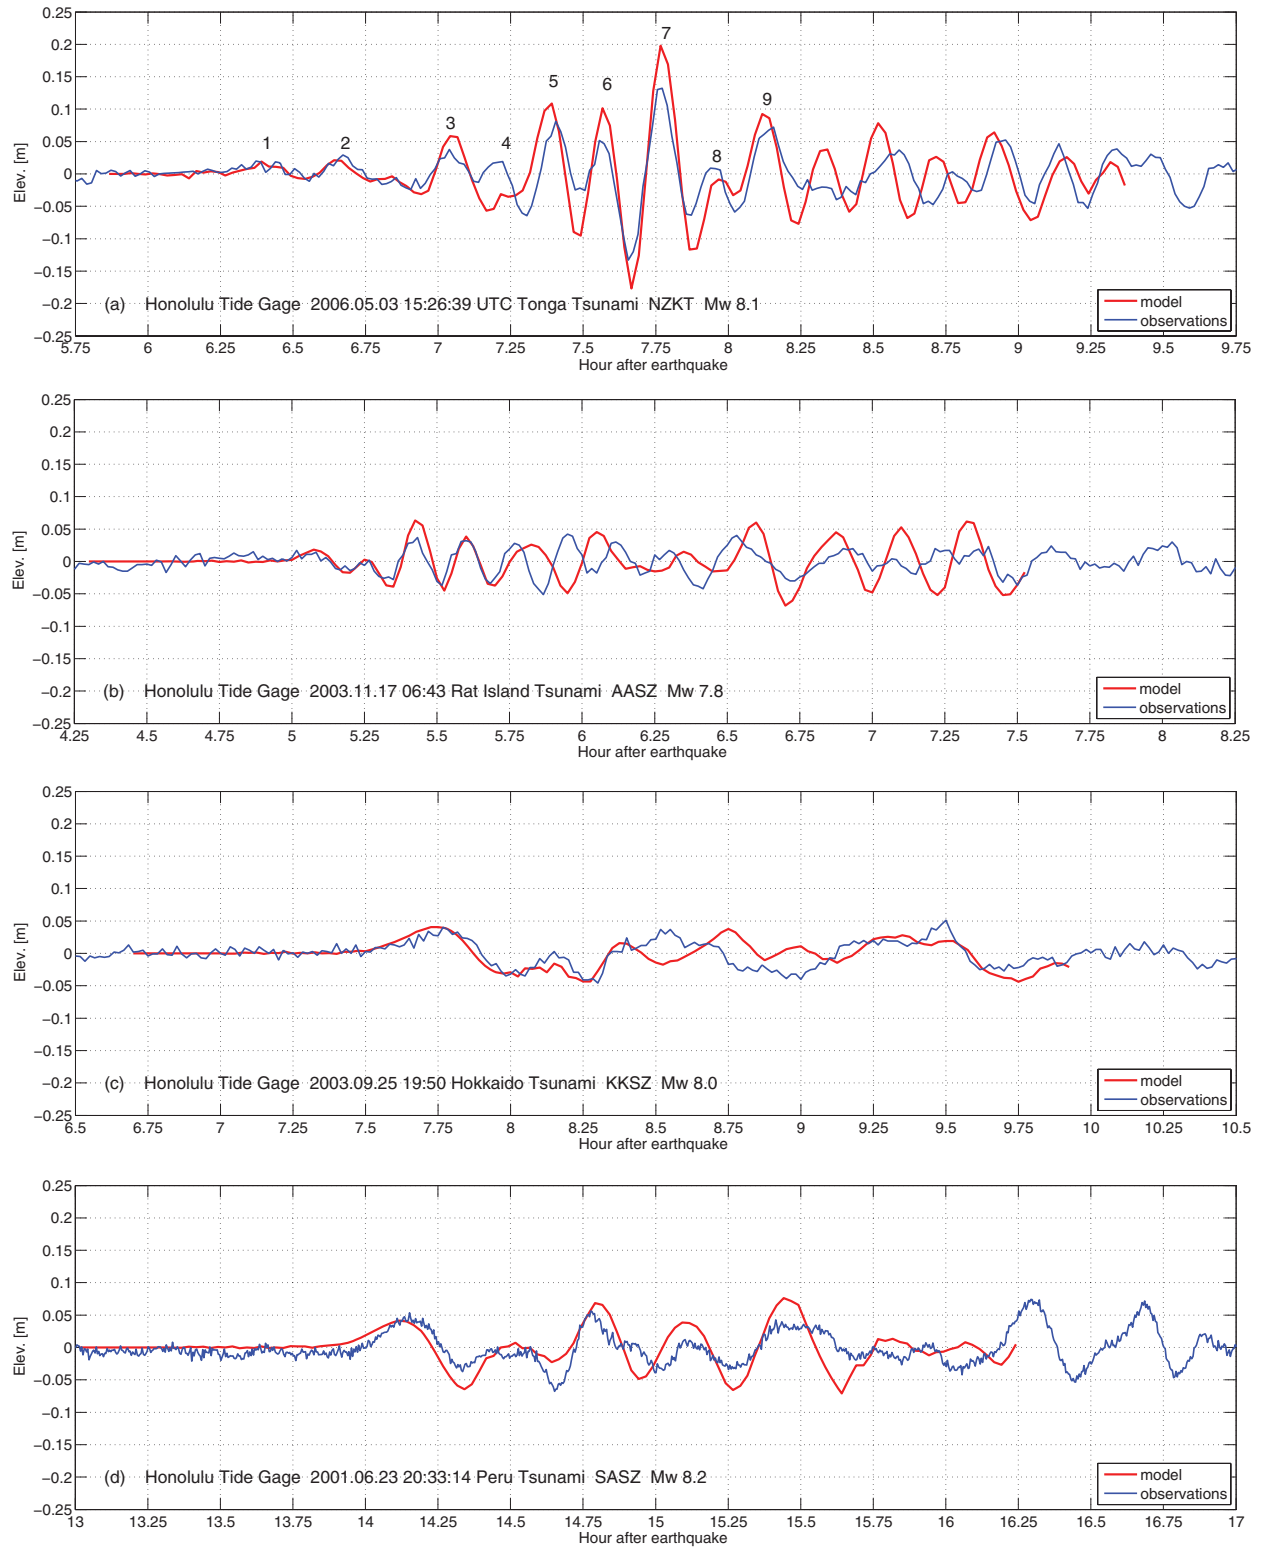 0.25
0.2
0.15
0.1
0.05
0
−0.05
−0.1
−0.15
−0.2
−0.25
Elev. [m]
1
2
3
4
5
6
7
8
9
(a) Honolulu Tide Gage 2006.05.03 15:26:39 UTC Tonga Tsunami NZKT Mw 8.1
model
observations
5.75 6 6.25 6.5 6.75 7 7.25 7.5 7.75 8 8.25 8.5 8.75 9 9.25 9.5 9.75
Hour after earthquake
0.25
0.2
0.15
0.1
0.05
0
−0.05
−0.1
−0.15
−0.2
−0.25
Elev. [m]
(b) Honolulu Tide Gage 2003.11.17 06:43 Rat Island Tsunami AASZ Mw 7.8
model
observations
4.25 4.5 4.75 5 5.25 5.5 5.75 6 6.25 6.5 6.75 7 7.25 7.5 7.75 8 8.25
Hour after earthquake
0.25
0.2
0.15
0.1
0.05
0
−0.05
−0.1
−0.15
−0.2
−0.25
Elev. [m]
(c) Honolulu Tide Gage 2003.09.25 19:50 Hokkaido Tsunami KKSZ Mw 8.0
model
observations
6.5 6.75 7 7.25 7.5 7.75 8 8.25 8.5 8.75 9 9.25 9.5 9.75 10 10.25 10.5
Hour after earthquake
0.25
0.2
0.15
0.1
0.05
0
−0.05
−0.1
−0.15
−0.2
−0.25
Elev. [m]
(d) Honolulu Tide Gage 2001.06.23 20:33:14 Peru Tsunami SASZ Mw 8.2
model
observations
13 13.25 13.5 13.75 14 14.25 14.5 14.75 15 15.25 15.5 15.75 16 16.25 16.5 16.75 17
Hour after earthquake